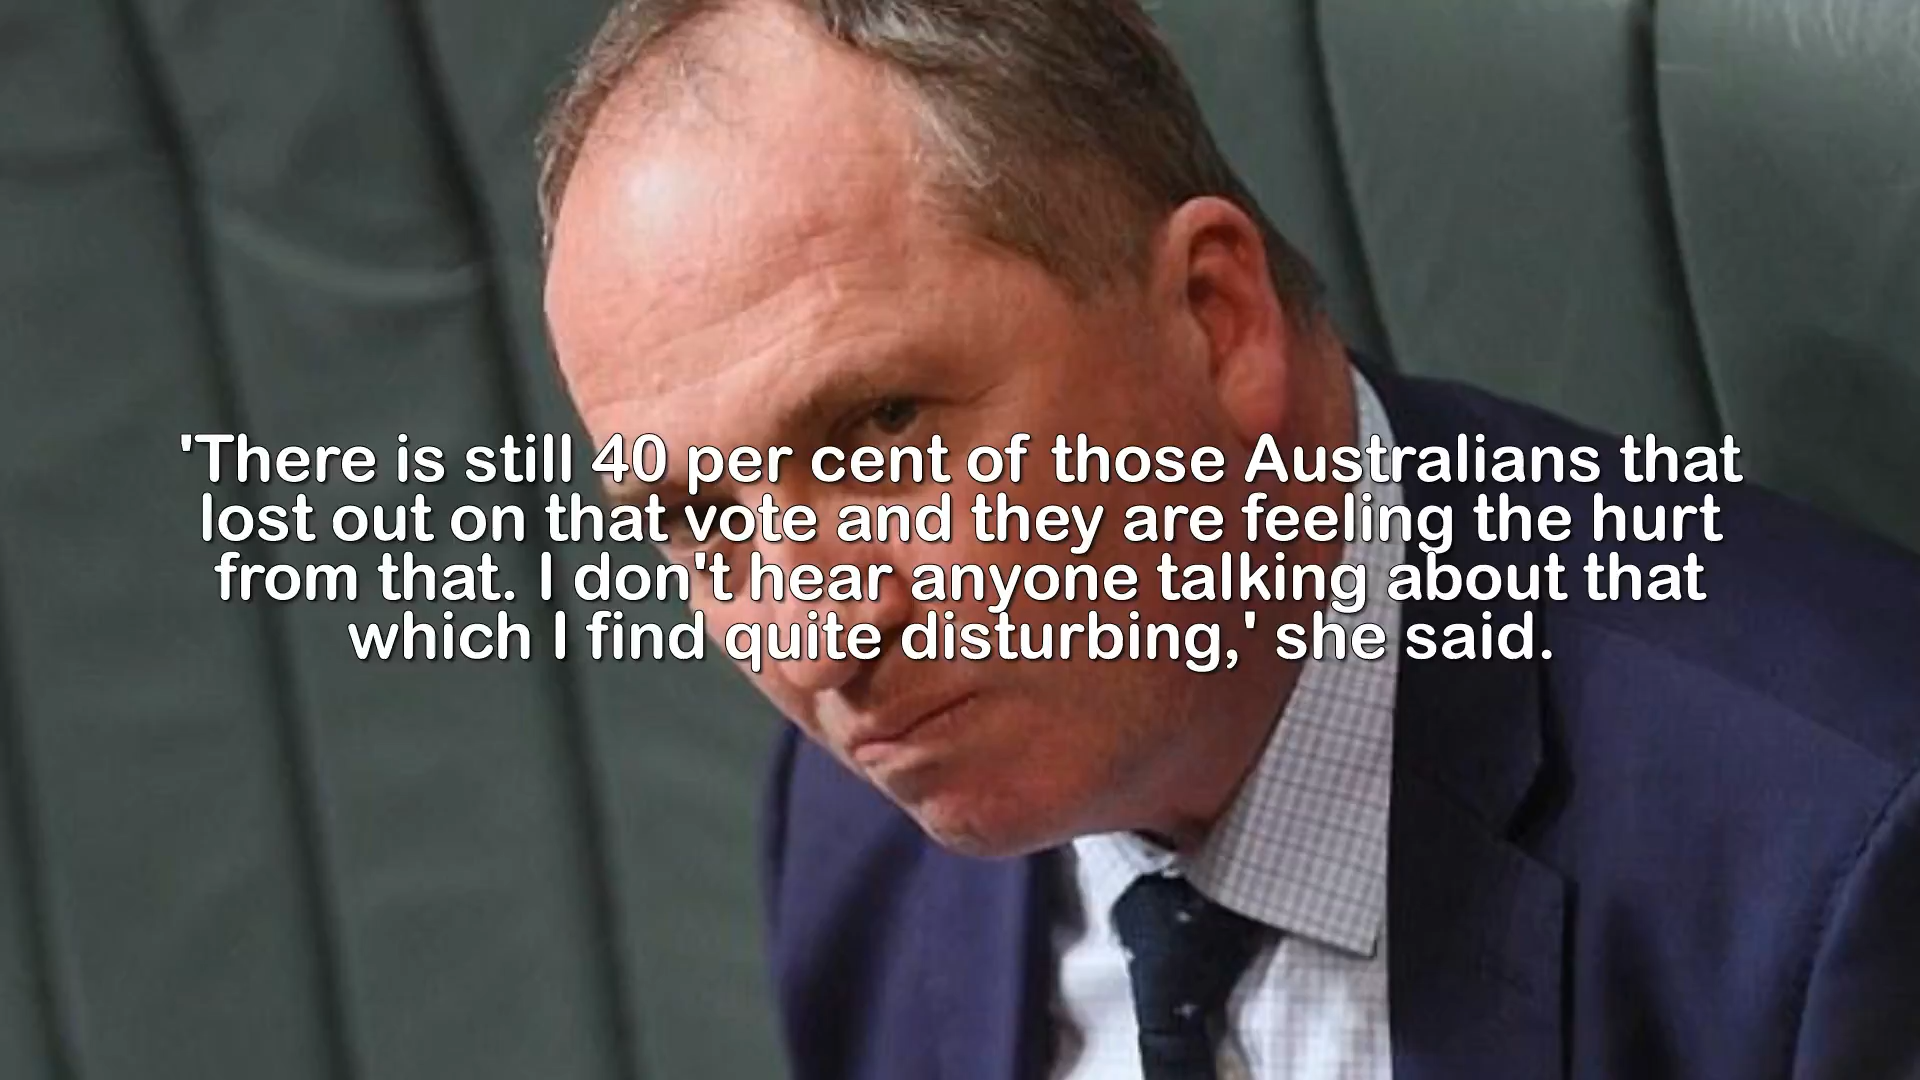 'There is still 40 per cent of those Australians that
lost out on that vote and they are feeling the hurt
from that. I don't hear anyone talking about that
which I find quite disturbing,' she said.